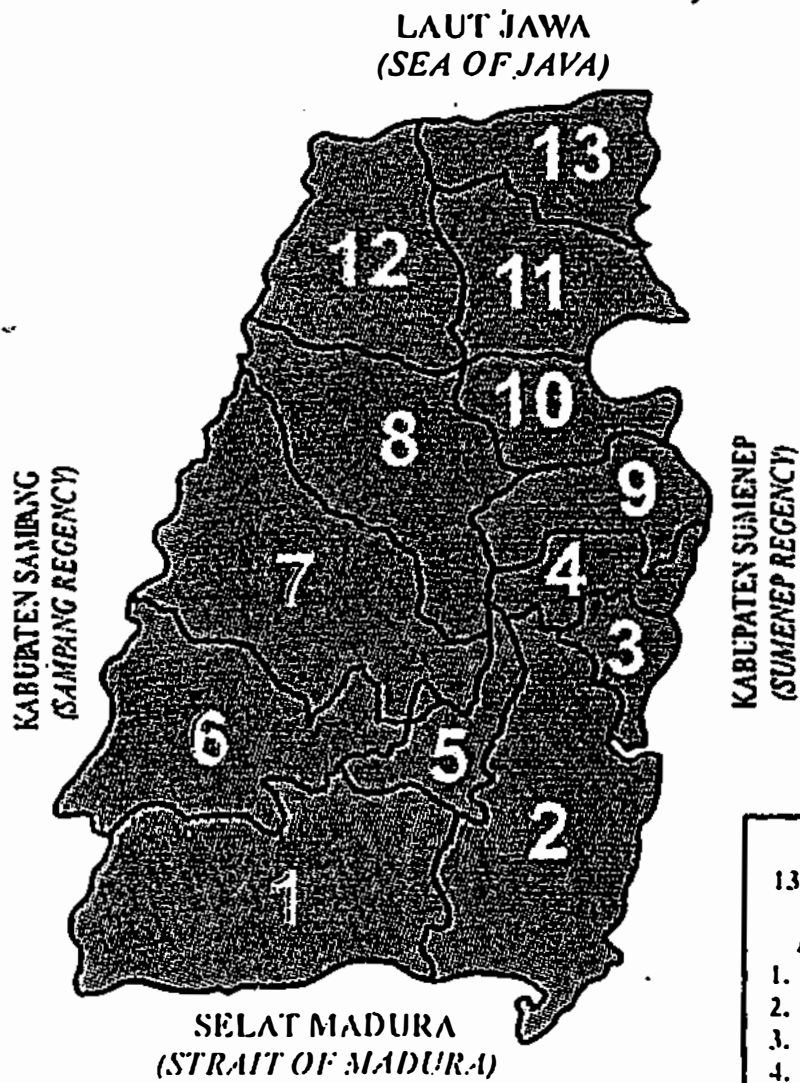 LAUT JAWA
(SEA OF JAVA)
13
12
11
10
8
9
7
4
3
6
5
2
1
KABUPATEN SAMPANG
(SAMPANG REGENCY)
KABUPATEN SUMENEP
(SUMENEP REGENCY)
SELAT MADURA
(STRAIT OF MADURA)
13
1.
2.
3.
4.